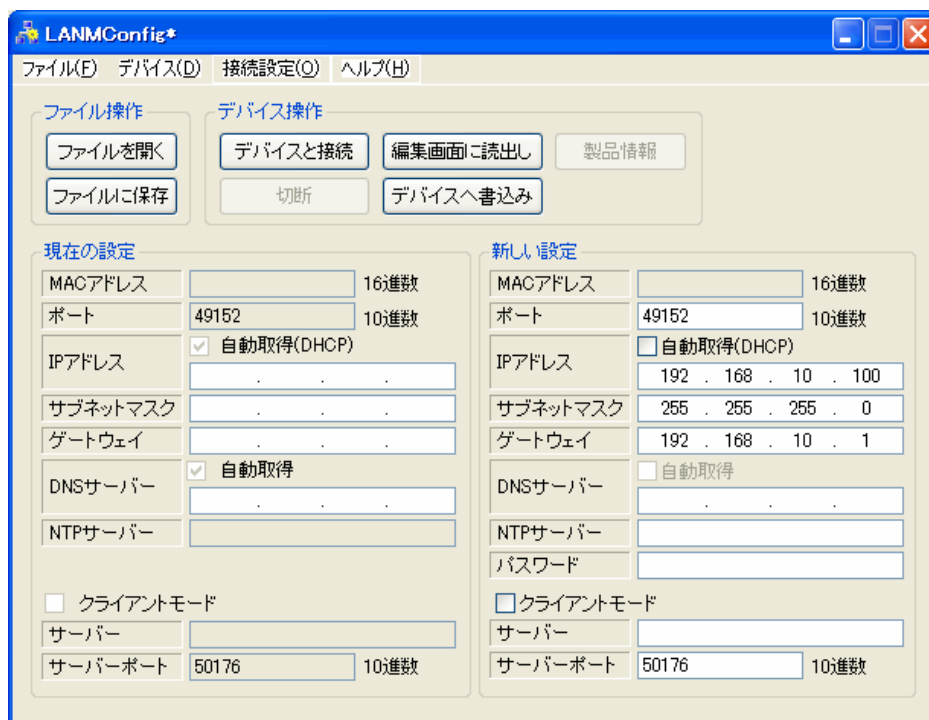 LANMConfig*
ファイル(F) デバイス(D) 接続設定(O) ヘルプ(H)
ファイル操作
ファイルを開く
ファイルに保存
デバイス操作
デバイスと接続 編集画面に読出し 製品情報
切断 デバイスへ書込み
現在の設定
MACアドレス 16進数
ポート 49152 10進数
IPアドレス 自動取得(DHCP)
. . .
サブネットマスク . . .
ゲートウェイ . . .
DNSサーバー 自動取得
. . .
NTPサーバー
クライアントモード
サーバー
サーバーポート 50176 10進数
新しい設定
MACアドレス 16進数
ポート 49152 10進数
IPアドレス 自動取得(DHCP)
192 . 168 . 10 . 100
サブネットマスク 255 . 255 . 255 . 0
ゲートウェイ 192 . 168 . 10 . 1
DNSサーバー 自動取得
. . .
NTPサーバー
パスワード
クライアントモード
サーバー
サーバーポート 50176 10進数